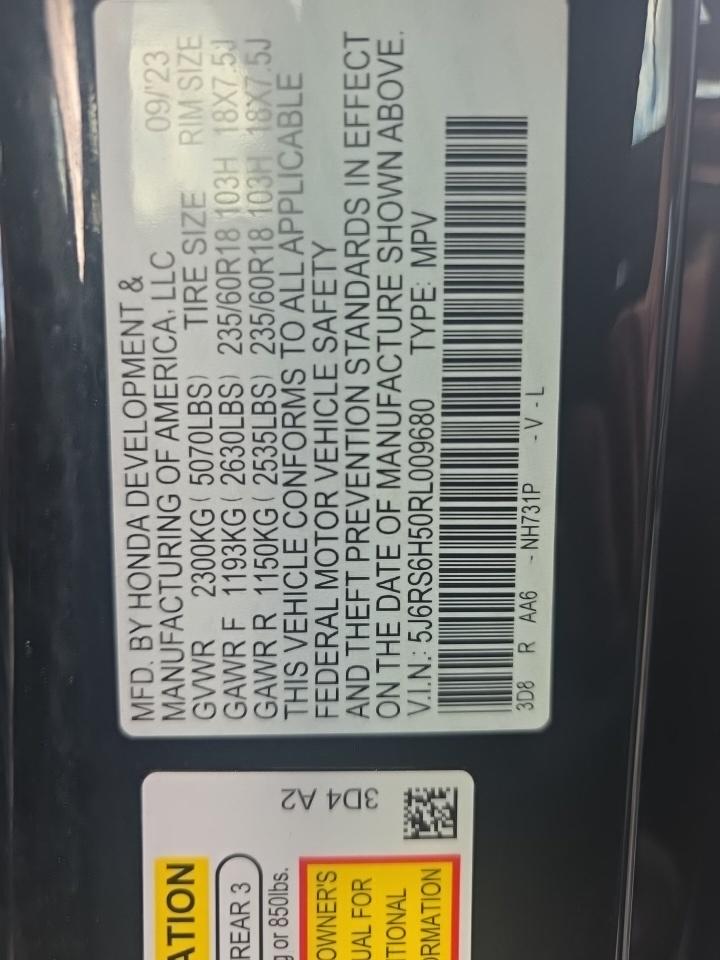 MFD. BY HONDA DEVELOPMENT & 09/'23
MANUFACTURING OF AMERICA, LLC
GVWR 2300KG ( 5070LBS) TIRE SIZE RIM SIZE
GAWR F 1193KG ( 2630LBS) 235/60R18 103H 18X7.5J
GAWR R 1150KG ( 2535LBS) 235/60R18 103H 18X7.5J
THIS VEHICLE CONFORMS TO ALL APPLICABLE
FEDERAL MOTOR VEHICLE SAFETY
AND THEFT PREVENTION STANDARDS IN EFFECT
ON THE DATE OF MANUFACTURE SHOWN ABOVE.
V.I.N.: 5J6RS6H50RL009680 TYPE: MPV
3D8 R AA6 - NH731P - V - L
3D4 A2
ATION
REAR 3
g or 850lbs.
OWNER'S
UAL FOR
TIONAL
ORMATION